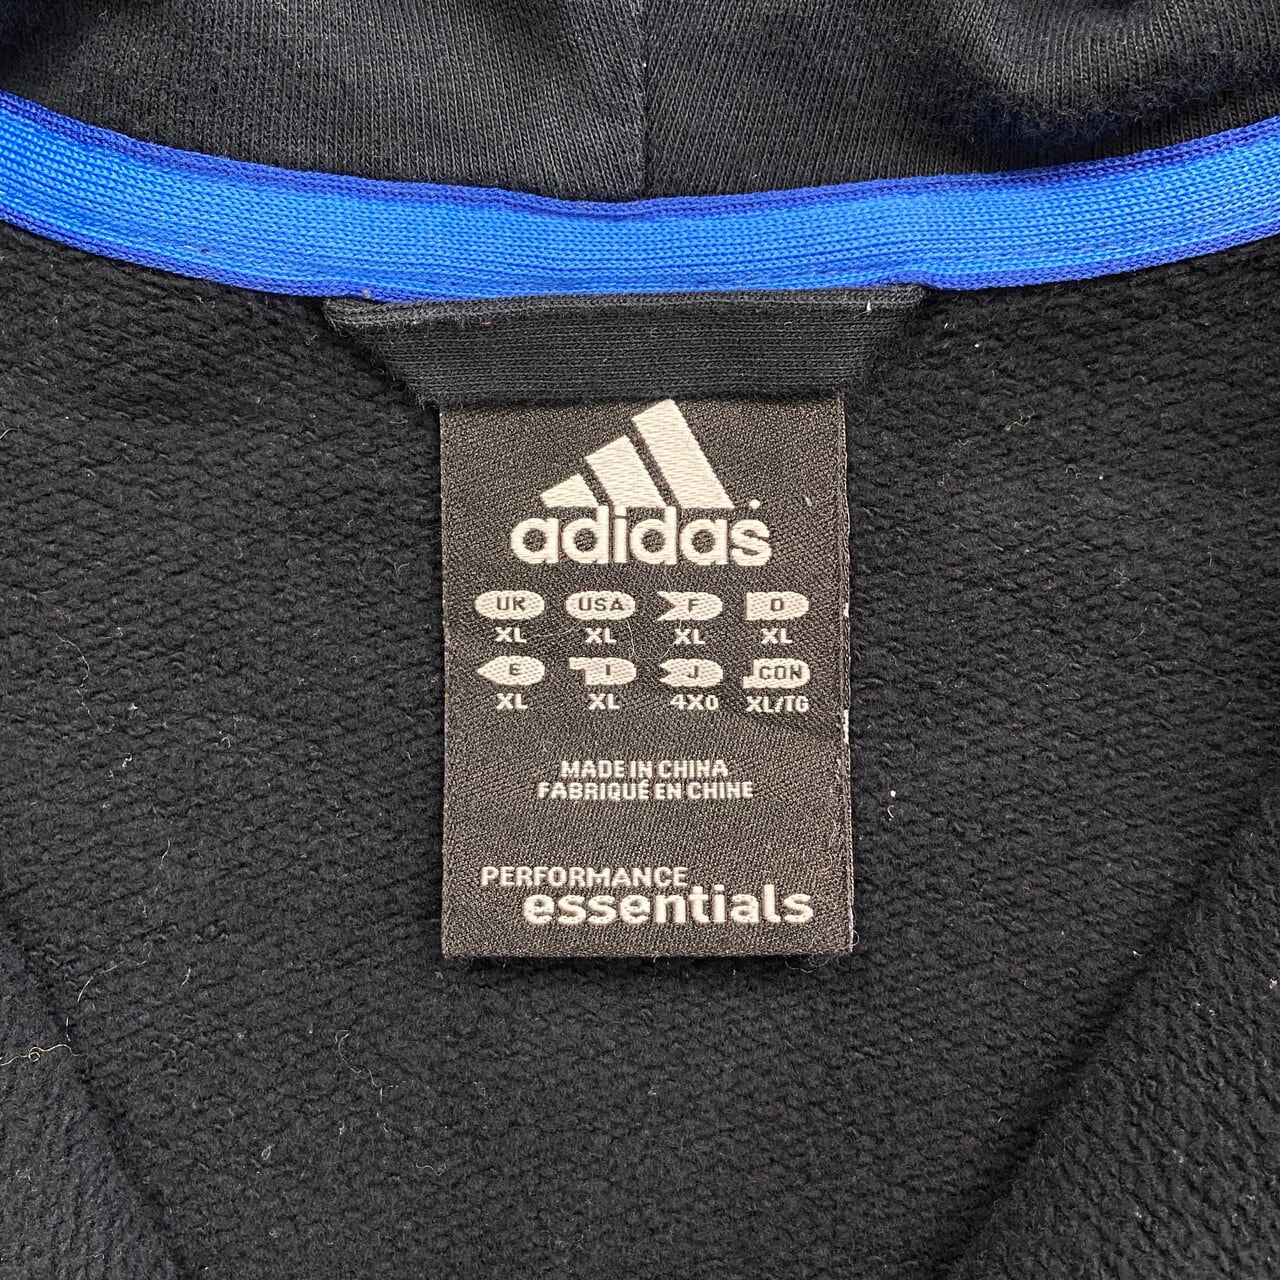 adidas
UK USA F D
XL XL XL XL
E I J CON
XL XL 4XO XL/TG
MADE IN CHINA
FABRIQUÉ EN CHINE
PERFORMANCE
essentials